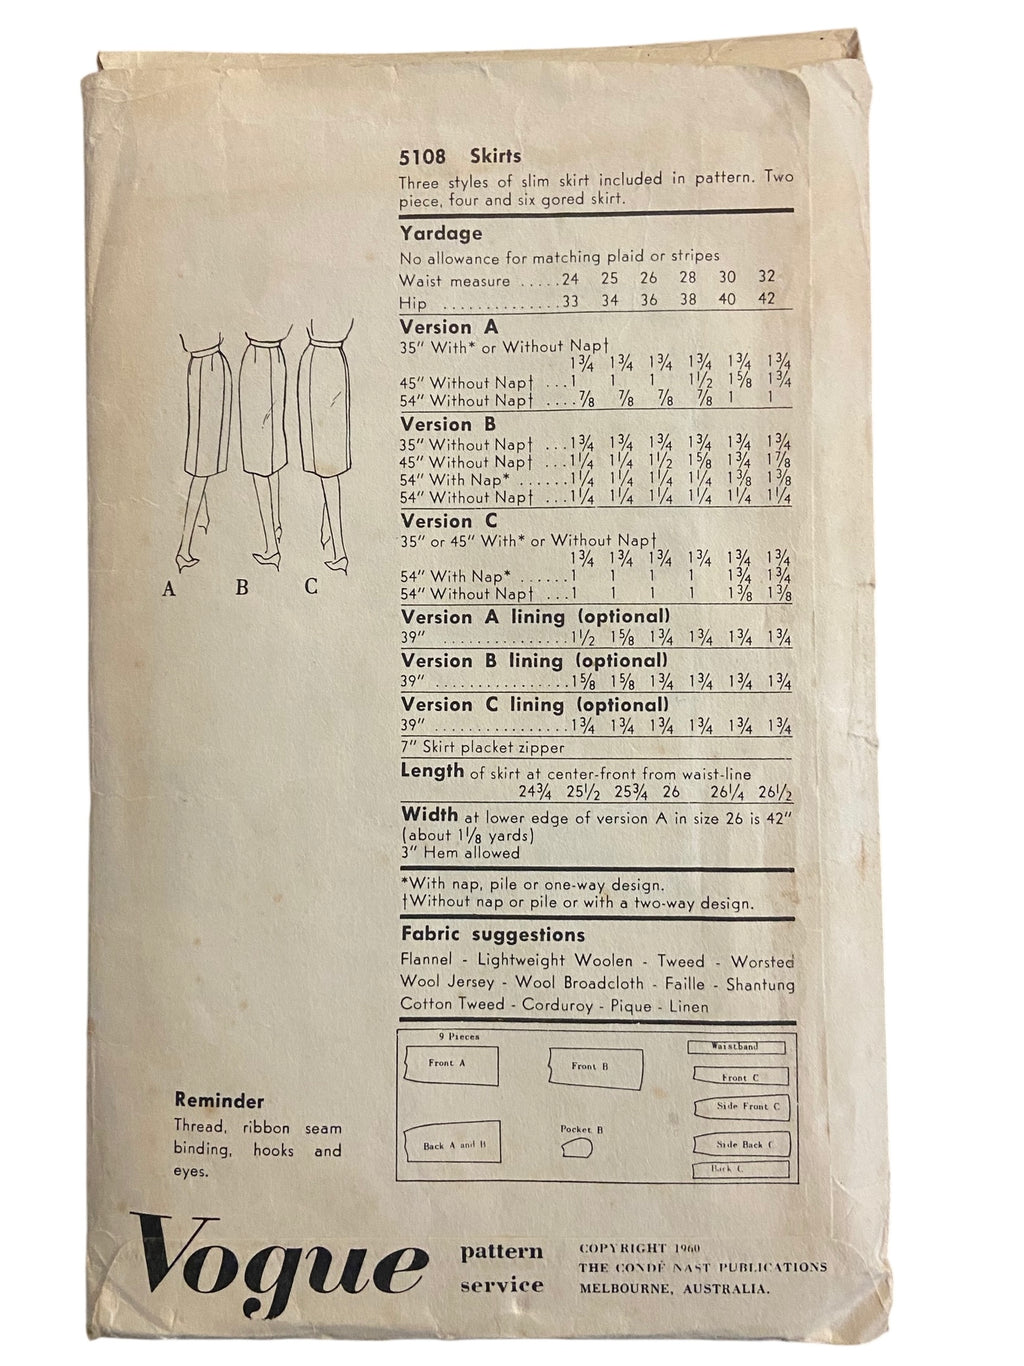 5108 Skirts
Three styles of slim skirt included in pattern. Two
piece, four and six gored skirt.
Yardage
No allowance for matching plaid or stripes
Waist measure .....24 25 26 28 30 32
Hip ..............33 34 36 38 40 42
Version A
35" With* or Without Nap†
1¾ 1¾ 1¾ 1¾ 1¾ 1¾
45" Without Nap† ...1 1 1 1½ 1⅝ 1¾
54" Without Nap† ....⅞ ⅞ ⅞ ⅞ 1 1
Version B
35" Without Nap† ...1¾ 1¾ 1¾ 1¾ 1¾ 1¾
45" Without Nap† ...1¼ 1¼ 1½ 1⅝ 1¾ 1⅞
54" With Nap* ......1¼ 1¼ 1¼ 1¼ 1⅜ 1⅜
54" Without Nap† ...1¼ 1¼ 1¼ 1¼ 1¼ 1¼
Version C
35" or 45" With* or Without Nap†
1¾ 1¾ 1¾ 1¾ 1¾ 1¾
54" With Nap* ......1 1 1 1 1¾ 1¾
54" Without Nap† ...1 1 1 1 1⅜ 1⅜
Version A lining (optional)
39" ...............1½ 1⅝ 1¾ 1¾ 1¾ 1¾
Version B lining (optional)
39" ................1⅝ 1⅝ 1¾ 1¾ 1¾ 1¾
Version C lining (optional)
39" ................1¾ 1¾ 1¾ 1¾ 1¾ 1¾
7" Skirt placket zipper
Length of skirt at center-front from waist-line
24¾ 25½ 25¾ 26 26¼ 26½
Width at lower edge of version A in size 26 is 42"
(about 1⅛ yards)
3" Hem allowed
*With nap, pile or one-way design.
†Without nap or pile or with a two-way design.
Fabric suggestions
Flannel - Lightweight Woolen - Tweed - Worsted
Wool Jersey - Wool Broadcloth - Faille - Shantung
Cotton Tweed - Corduroy - Pique - Linen
A B C
9 Pieces
Front A
Front B
Waistband
Front C
Side Front C
Back A and B
Pocket B
Side Back C
Back C
Reminder
Thread, ribbon seam
binding, hooks and
eyes.
Vogue pattern service
COPYRIGHT 1960
THE CONDÉ NAST PUBLICATIONS
MELBOURNE, AUSTRALIA.